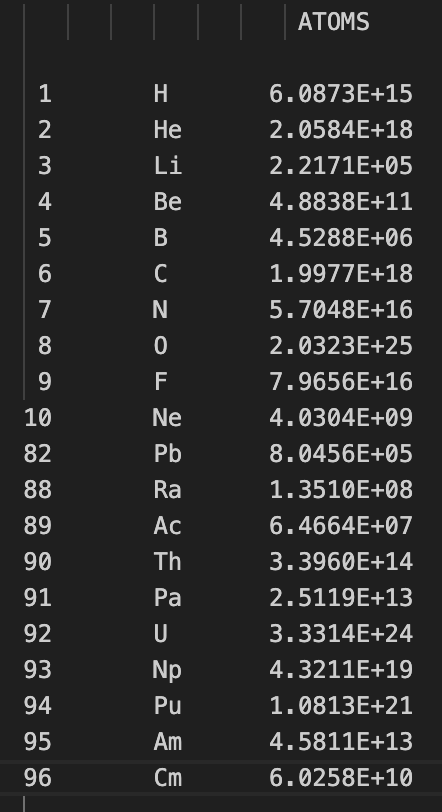 ATOMS
1 H 6.0873E+15
2 He 2.0584E+18
3 Li 2.2171E+05
4 Be 4.8838E+11
5 B 4.5288E+06
6 C 1.9977E+18
7 N 5.7048E+16
8 O 2.0323E+25
9 F 7.9656E+16
10 Ne 4.0304E+09
82 Pb 8.0456E+05
88 Ra 1.3510E+08
89 Ac 6.4664E+07
90 Th 3.3960E+14
91 Pa 2.5119E+13
92 U 3.3314E+24
93 Np 4.3211E+19
94 Pu 1.0813E+21
95 Am 4.5811E+13
96 Cm 6.0258E+10